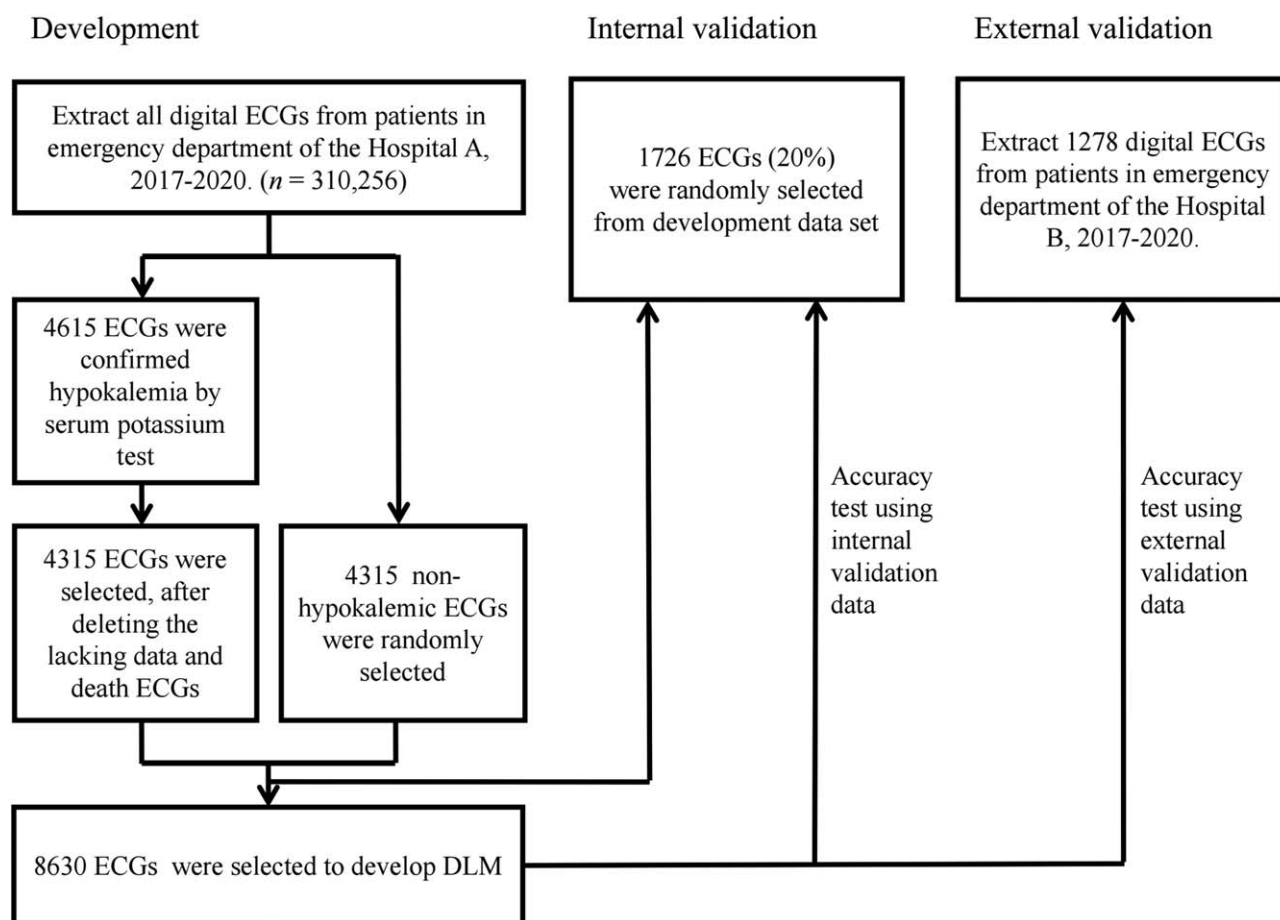 Development
Extract all digital ECGs from patients in
emergency department of the Hospital A,
2017-2020. (n = 310,256)
4615 ECGs were
confirmed
hypokalemia by
serum potassium
test
4315 ECGs were
selected, after
deleting the
lacking data and
death ECGs
4315 non-
hypokalemic ECGs
were randomly
selected
8630 ECGs were selected to develop DLM
Internal validation
1726 ECGs (20%)
were randomly selected
from development data set
Accuracy
test using
internal
validation
data
External validation
Extract 1278 digital ECGs
from patients in emergency
department of the Hospital
B, 2017-2020.
Accuracy
test using
external
validation
data